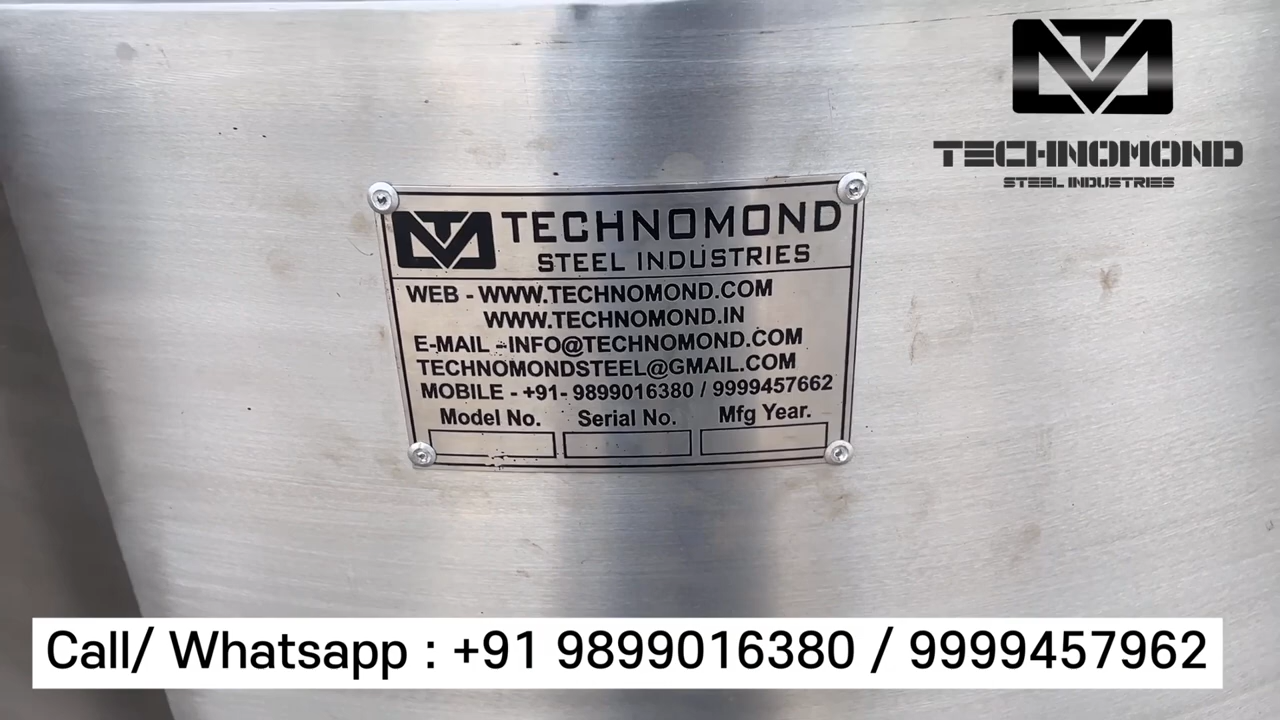 TECHNOMOND
STEEL INDUSTRIES
TM TECHNOMOND
STEEL INDUSTRIES
WEB - WWW.TECHNOMOND.COM
WWW.TECHNOMOND.IN
E-MAIL - INFO@TECHNOMOND.COM
TECHNOMONDSTEEL@GMAIL.COM
MOBILE - +91- 9899016380 / 9999457662
Model No. Serial No. Mfg Year.
Call/ Whatsapp : +91 9899016380 / 9999457962